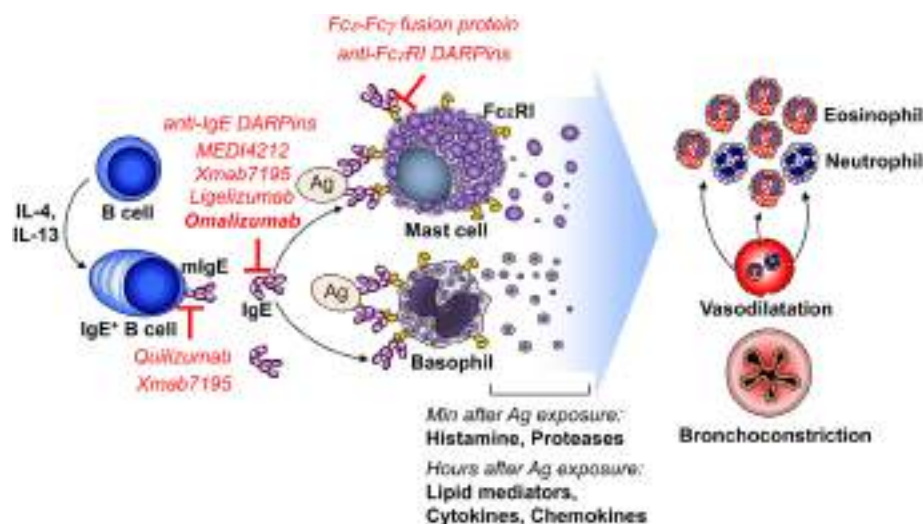 Fcε-Fcγ fusion protein
anti-FcεRI DARPins
anti-IgE DARPins
MEDI4212
Xmab7195
Ligelizumab
Omalizumab
B cell
IL-4,
IL-13
mIgE
IgE⁺ B cell
Quilizumab
Xmab7195
IgE
Ag
FcεRI
Mast cell
Ag
Basophil
Min after Ag exposure:
Histamine, Proteases
Hours after Ag exposure:
Lipid mediators,
Cytokines, Chemokines
Eosinophil
Neutrophil
Vasodilatation
Bronchoconstriction